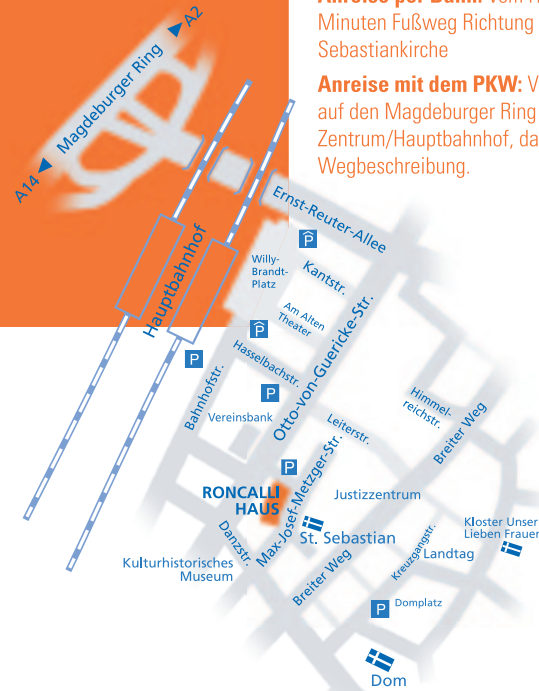 Minuten Fußweg Richtung
Sebastiankirche
Anreise mit dem PKW: V
auf den Magdeburger Ring
Zentrum/Hauptbahnhof, da
Wegbeschreibung.
A2
Magdeburger Ring
A14
Ernst-Reuter-Allee
Hauptbahnhof
P
Willy-
Brandt-
Platz
Kantstr.
Am Alten
Theater
P
Hasselbachstr.
P
Otto-von-Guericke-Str.
Bahnhofstr.
P
Vereinsbank
Leiterstr.
Himmel-
reichstr.
Breiter Weg
P
RONCALLI
HAUS
Max-Josef-Metzger-Str.
Justizzentrum
St. Sebastian
Danzstr.
Kloster Unser
Lieben Frauen
Kreuzgangstr.
Landtag
Kulturhistorisches
Museum
Breiter Weg
P
Domplatz
Dom